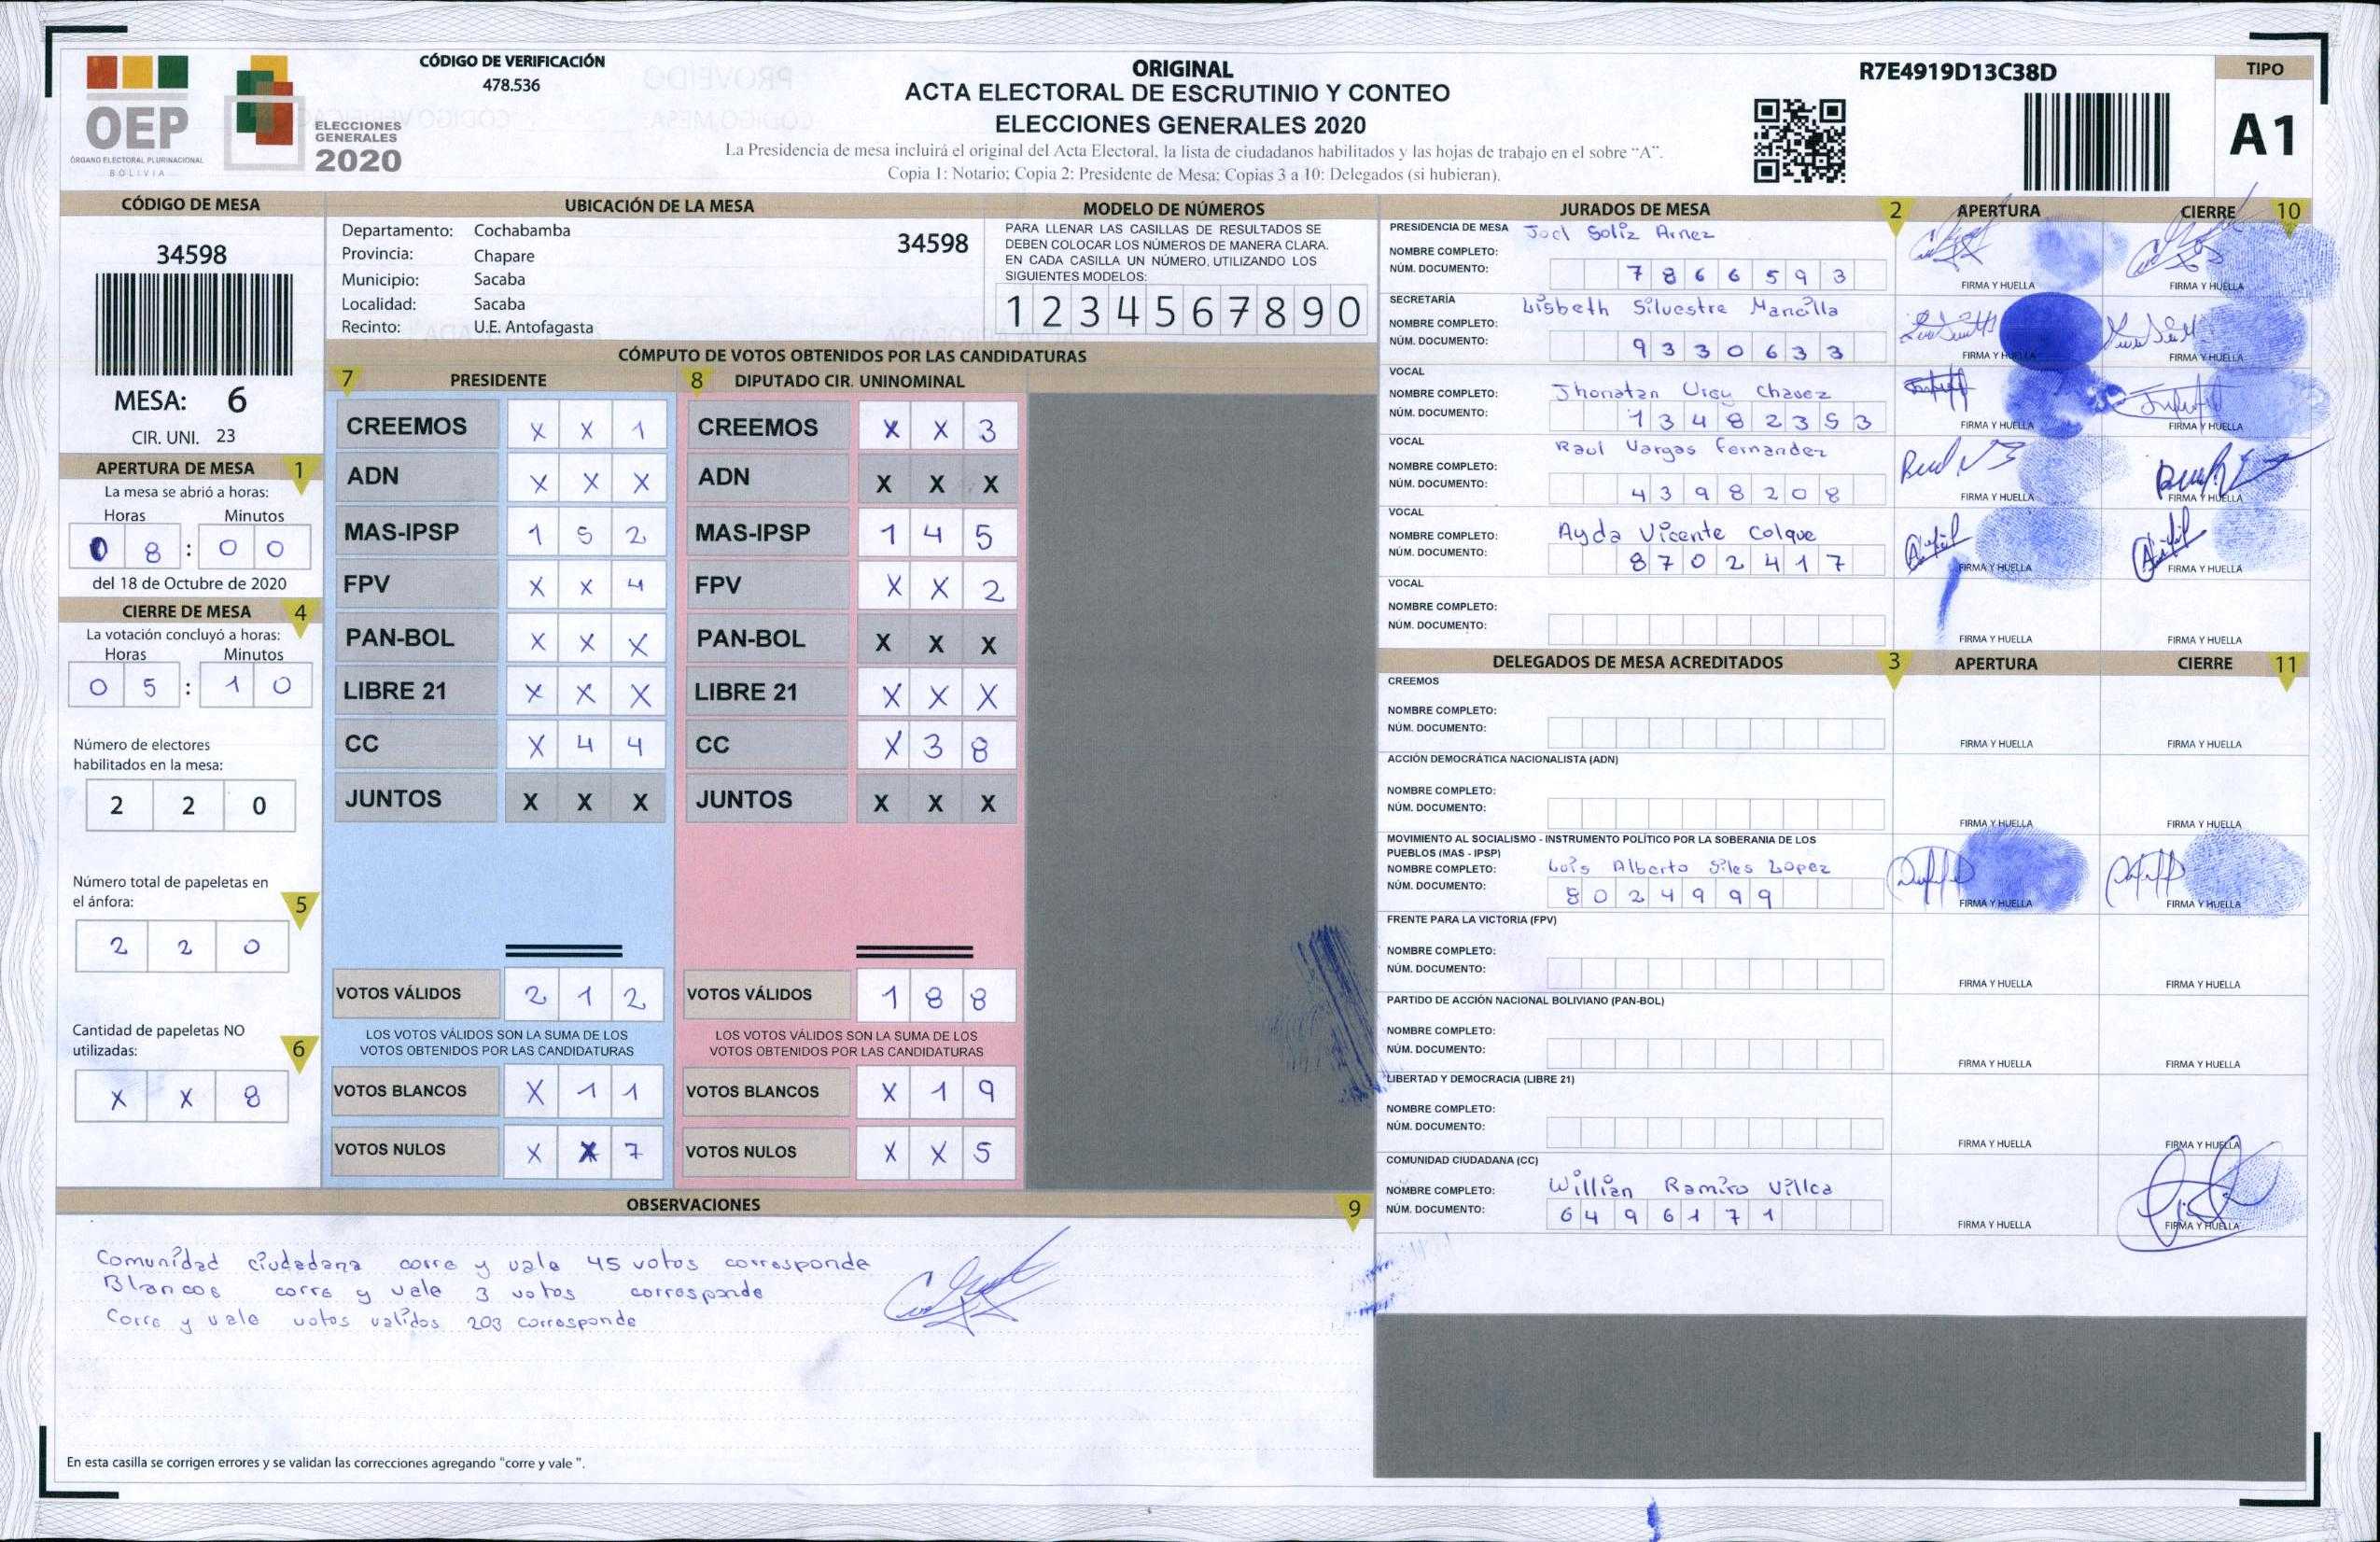 OEP
ÓRGANO ELECTORAL PLURINACIONAL
BOLIVIA
ELECCIONES
GENERALES
2020
CÓDIGO DE VERIFICACIÓN
478.536
ORIGINAL
ACTA ELECTORAL DE ESCRUTINIO Y CONTEO
ELECCIONES GENERALES 2020
La Presidencia de mesa incluirá el original del Acta Electoral, la lista de ciudadanos habilitados y las hojas de trabajo en el sobre “A”.
Copia 1: Notario; Copia 2: Presidente de Mesa; Copias 3 a 10: Delegados (si hubieran).
R7E4919D13C38D
TIPO
A1
CÓDIGO DE MESA
34598
MESA: 6
CIR. UNI. 23
APERTURA DE MESA 1
La mesa se abrió a horas:
Horas Minutos
0 8 : 0 0
del 18 de Octubre de 2020
CIERRE DE MESA 4
La votación concluyó a horas:
Horas Minutos
0 5 : 1 0
Número de electores
habilitados en la mesa:
2 2 0
Número total de papeletas en
el ánfora: 5
2 2 0
Cantidad de papeletas NO
utilizadas: 6
X X 8
UBICACIÓN DE LA MESA
Departamento: Cochabamba
34598
Provincia: Chapare
Municipio: Sacaba
Localidad: Sacaba
Recinto: U.E. Antofagasta
MODELO DE NÚMEROS
PARA LLENAR LAS CASILLAS DE RESULTADOS SE
DEBEN COLOCAR LOS NÚMEROS DE MANERA CLARA.
EN CADA CASILLA UN NÚMERO, UTILIZANDO LOS
SIGUIENTES MODELOS:
1 2 3 4 5 6 7 8 9 0
CÓMPUTO DE VOTOS OBTENIDOS POR LAS CANDIDATURAS
7 PRESIDENTE
CREEMOS X X 1
ADN X X X
MAS-IPSP 1 5 2
FPV X X 4
PAN-BOL X X X
LIBRE 21 X X X
CC X 4 4
JUNTOS X X X
VOTOS VÁLIDOS 2 1 2
LOS VOTOS VÁLIDOS SON LA SUMA DE LOS
VOTOS OBTENIDOS POR LAS CANDIDATURAS
VOTOS BLANCOS X 1 1
VOTOS NULOS X X 7
8 DIPUTADO CIR. UNINOMINAL
CREEMOS X X 3
ADN X X X
MAS-IPSP 1 4 5
FPV X X 2
PAN-BOL X X X
LIBRE 21 X X X
CC X 3 8
JUNTOS X X X
VOTOS VÁLIDOS 1 8 8
LOS VOTOS VÁLIDOS SON LA SUMA DE LOS
VOTOS OBTENIDOS POR LAS CANDIDATURAS
VOTOS BLANCOS X 1 9
VOTOS NULOS X X 5
OBSERVACIONES 9
Comunidad ciudadana corre y vale 45 votos corresponde
Blancos corre y vale 3 votos corresponde
Corre y vale votos validos 203 corresponde
En esta casilla se corrigen errores y se validan las correcciones agregando "corre y vale ".
JURADOS DE MESA 2 APERTURA CIERRE 10
PRESIDENCIA DE MESA Joel Soliz Arnez
NOMBRE COMPLETO:
NÚM. DOCUMENTO: 7 8 6 6 5 9 3
FIRMA Y HUELLA FIRMA Y HUELLA
SECRETARÍA Lisbeth Silvestre Mancilla
NOMBRE COMPLETO:
NÚM. DOCUMENTO: 9 3 3 0 6 3 3
FIRMA Y HUELLA FIRMA Y HUELLA
VOCAL
NOMBRE COMPLETO: Jhonatan Chavez
NÚM. DOCUMENTO: 1 3 4 8 2 3 5 3
FIRMA Y HUELLA FIRMA Y HUELLA
VOCAL Raul Vargas Fernandez
NOMBRE COMPLETO:
NÚM. DOCUMENTO: 4 3 9 8 2 0 8
FIRMA Y HUELLA FIRMA Y HUELLA
VOCAL
NOMBRE COMPLETO: Ayda Vicente Colque
NÚM. DOCUMENTO: 8 7 0 2 4 1 7
FIRMA Y HUELLA FIRMA Y HUELLA
VOCAL
NOMBRE COMPLETO:
NÚM. DOCUMENTO:
FIRMA Y HUELLA FIRMA Y HUELLA
DELEGADOS DE MESA ACREDITADOS 3 APERTURA CIERRE 11
CREEMOS
NOMBRE COMPLETO:
NÚM. DOCUMENTO:
FIRMA Y HUELLA FIRMA Y HUELLA
ACCIÓN DEMOCRÁTICA NACIONALISTA (ADN)
NOMBRE COMPLETO:
NÚM. DOCUMENTO:
FIRMA Y HUELLA FIRMA Y HUELLA
MOVIMIENTO AL SOCIALISMO - INSTRUMENTO POLÍTICO POR LA SOBERANIA DE LOS
PUEBLOS (MAS - IPSP)
NOMBRE COMPLETO: Luis Alberto Siles Lopez
NÚM. DOCUMENTO: 8 0 2 4 9 9 9
FIRMA Y HUELLA FIRMA Y HUELLA
FRENTE PARA LA VICTORIA (FPV)
NOMBRE COMPLETO:
NÚM. DOCUMENTO:
FIRMA Y HUELLA FIRMA Y HUELLA
PARTIDO DE ACCIÓN NACIONAL BOLIVIANO (PAN-BOL)
NOMBRE COMPLETO:
NÚM. DOCUMENTO:
FIRMA Y HUELLA FIRMA Y HUELLA
LIBERTAD Y DEMOCRACIA (LIBRE 21)
NOMBRE COMPLETO:
NÚM. DOCUMENTO:
FIRMA Y HUELLA FIRMA Y HUELLA
COMUNIDAD CIUDADANA (CC)
NOMBRE COMPLETO: Willian Ramiro Villca
NÚM. DOCUMENTO: 6 4 9 6 1 7 1
FIRMA Y HUELLA FIRMA Y HUELLA